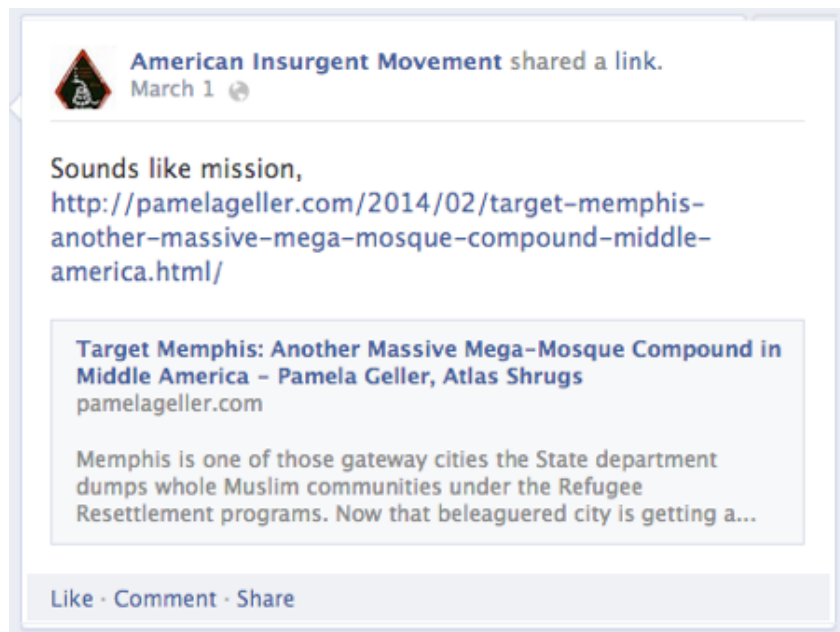 American Insurgent Movement shared a link.
March 1
Sounds like mission,
http://pamelageller.com/2014/02/target-memphis-
another-massive-mega-mosque-compound-middle-
america.html/
Target Memphis: Another Massive Mega-Mosque Compound in
Middle America – Pamela Geller, Atlas Shrugs
pamelageller.com
Memphis is one of those gateway cities the State department
dumps whole Muslim communities under the Refugee
Resettlement programs. Now that beleaguered city is getting a...
Like · Comment · Share